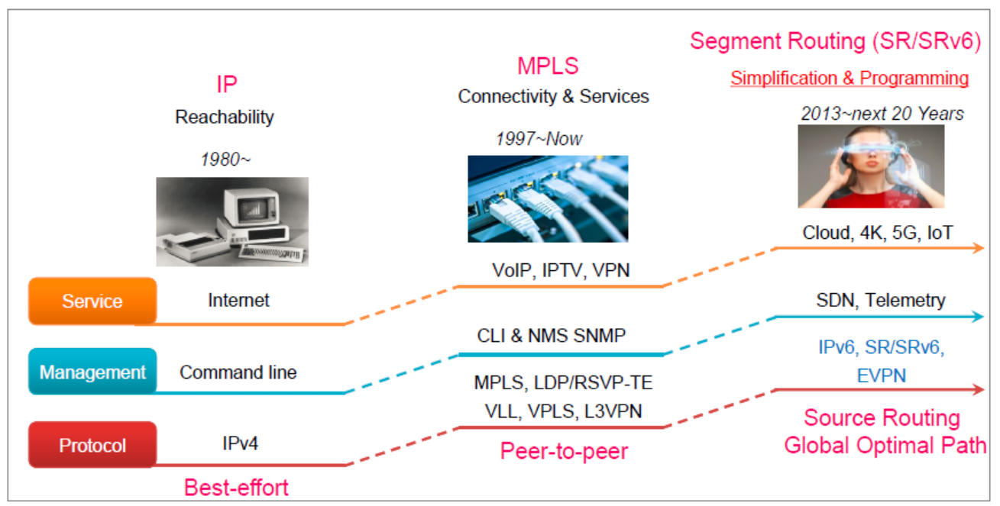 IP
Reachability
1980~
MPLS
Connectivity & Services
1997~Now
Segment Routing (SR/SRv6)
Simplification & Programming
2013~next 20 Years
Service
Internet
VoIP, IPTV, VPN
Cloud, 4K, 5G, IoT
Management
Command line
CLI & NMS SNMP
SDN, Telemetry
Protocol
IPv4
MPLS, LDP/RSVP-TE
VLL, VPLS, L3VPN
IPv6, SR/SRv6,
EVPN
Best-effort
Peer-to-peer
Source Routing
Global Optimal Path